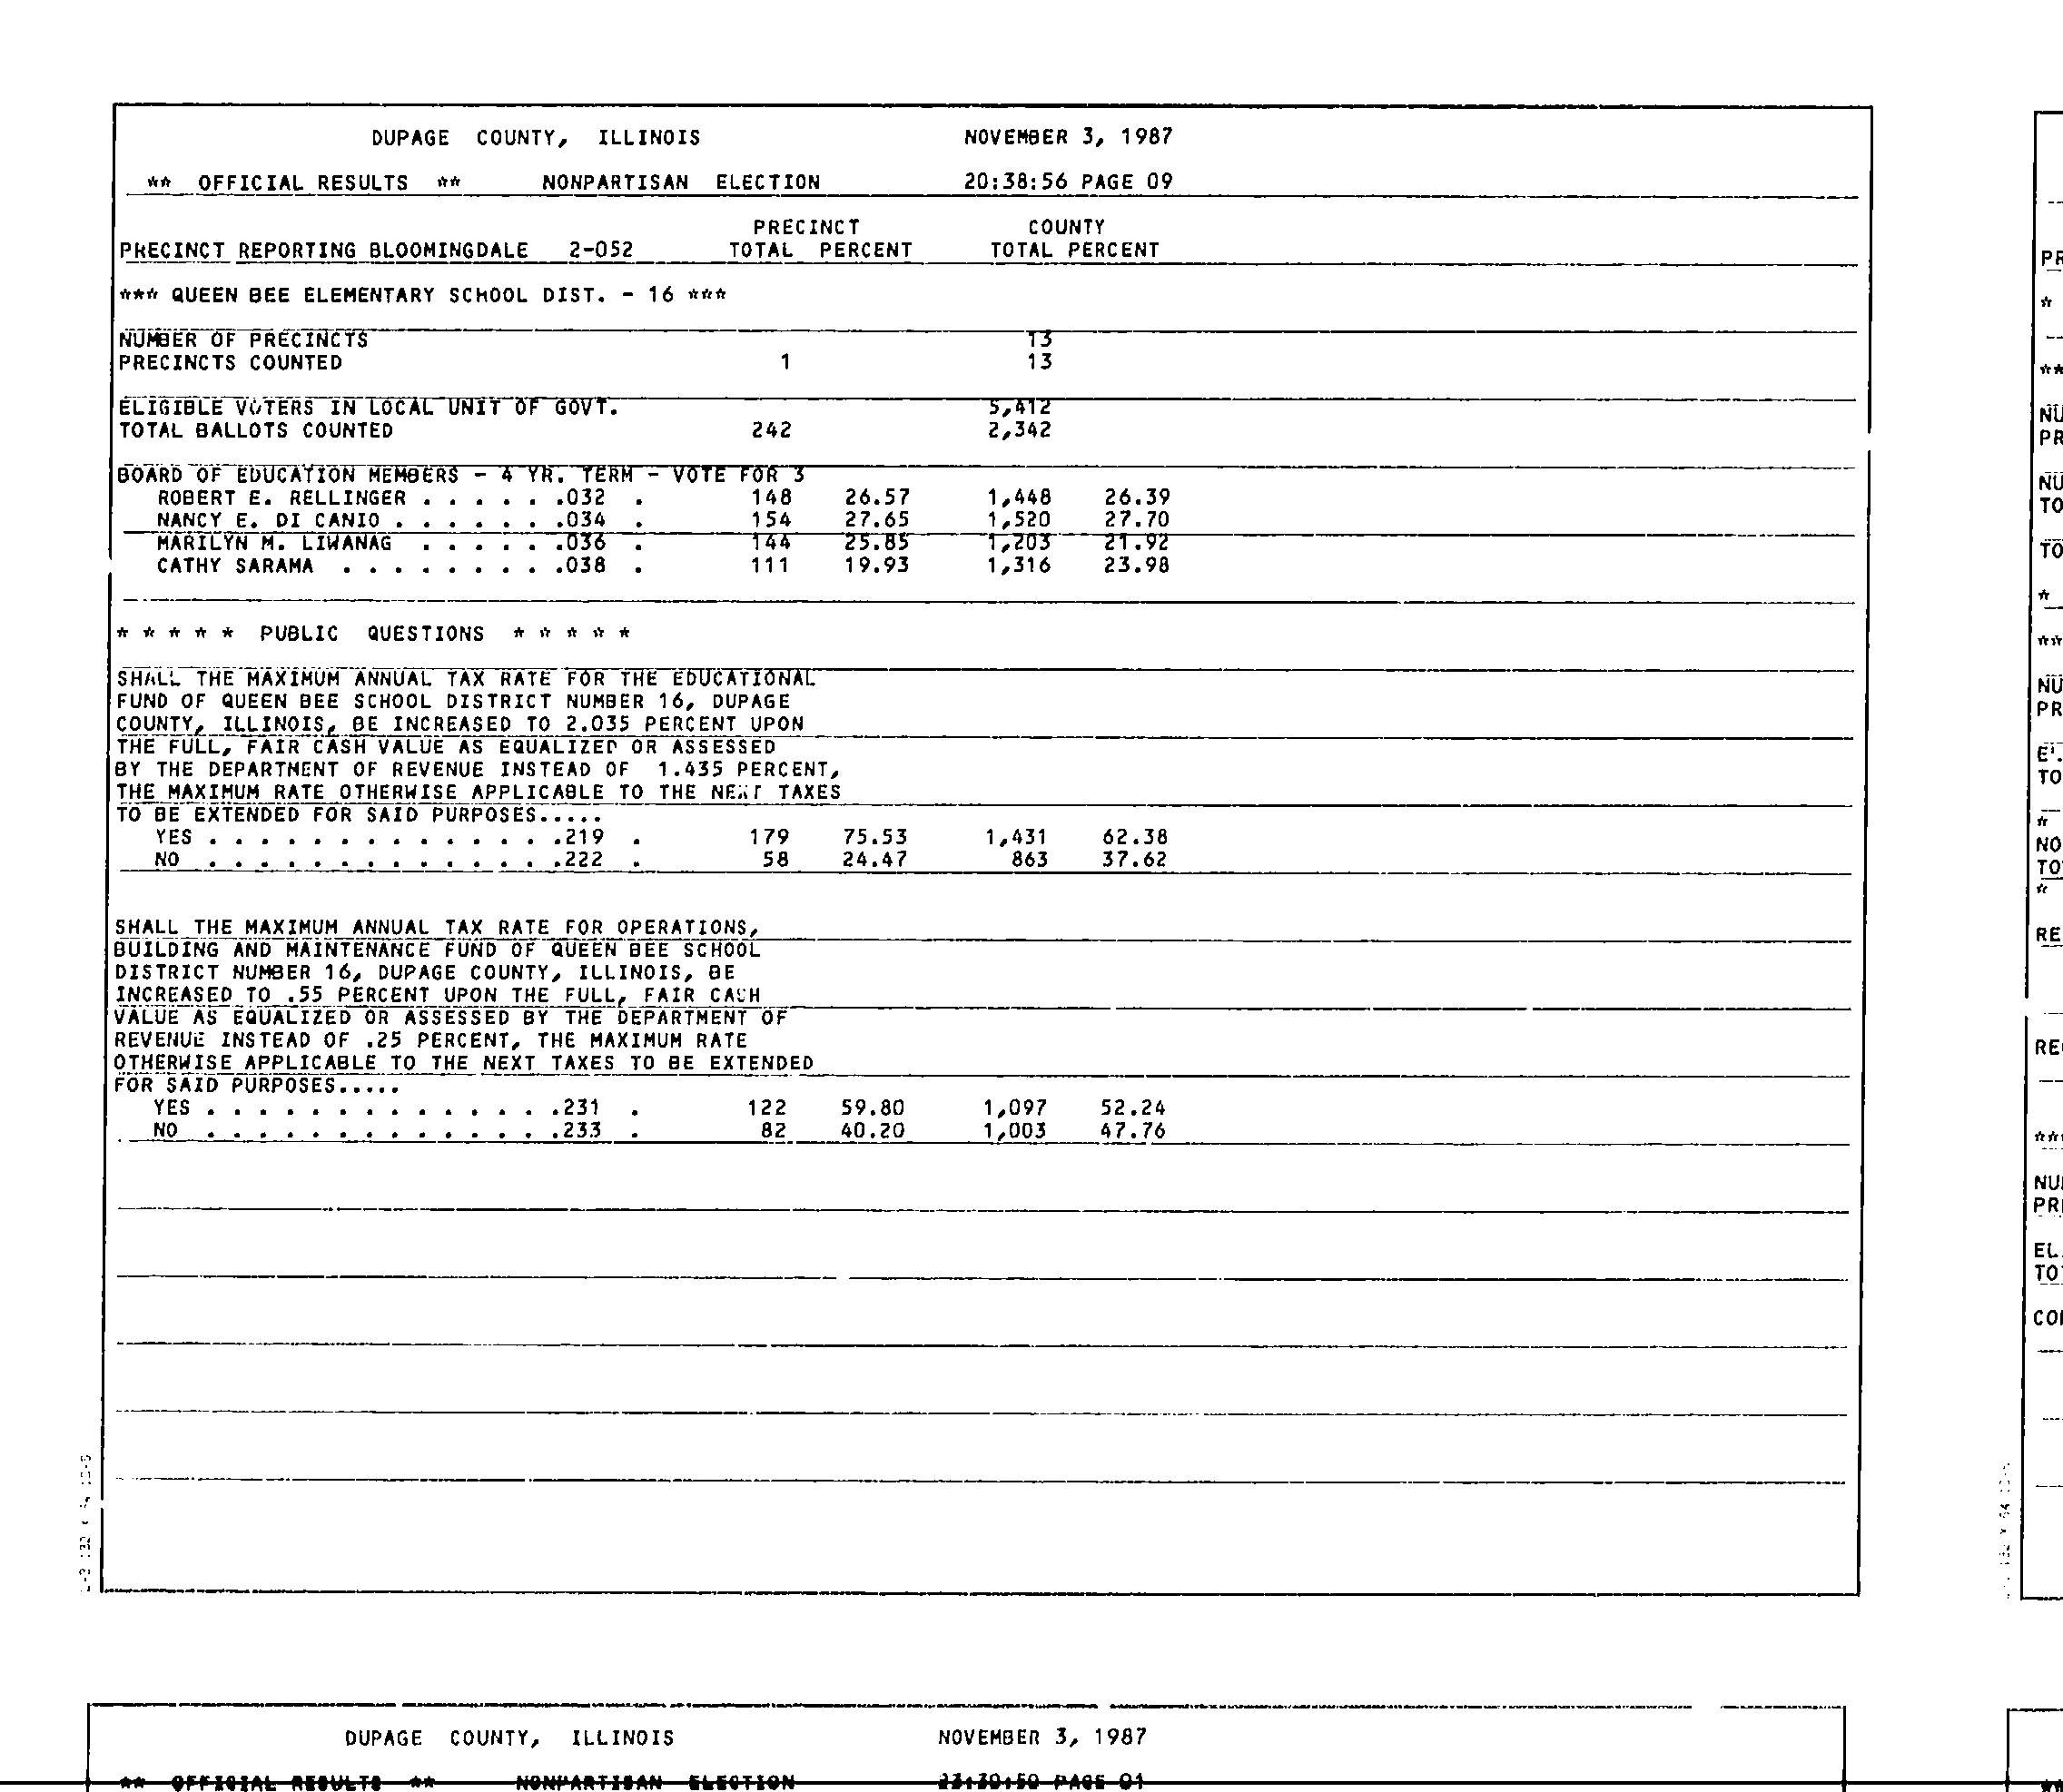 DUPAGE COUNTY, ILLINOIS NOVEMBER 3, 1987
** OFFICIAL RESULTS ** NONPARTISAN ELECTION 20:38:56 PAGE 09
PRECINCT COUNTY
PRECINCT REPORTING BLOOMINGDALE 2-052 TOTAL PERCENT TOTAL PERCENT
*** QUEEN BEE ELEMENTARY SCHOOL DIST. - 16 ***
NUMBER OF PRECINCTS 13
PRECINCTS COUNTED 1 13
ELIGIBLE VOTERS IN LOCAL UNIT OF GOVT. 5,412
TOTAL BALLOTS COUNTED 242 2,342
BOARD OF EDUCATION MEMBERS - 4 YR. TERM - VOTE FOR 3
ROBERT E. RELLINGER . . . . . .032 . 148 26.57 1,448 26.39
NANCY E. DI CANIO . . . . . . .034 . 154 27.65 1,520 27.70
MARILYN M. LIWANAG . . . . . .036 . 144 25.85 1,203 21.92
CATHY SARAMA . . . . . . . . .038 . 111 19.93 1,316 23.98
* * * * * PUBLIC QUESTIONS * * * * *
SHALL THE MAXIMUM ANNUAL TAX RATE FOR THE EDUCATIONAL
FUND OF QUEEN BEE SCHOOL DISTRICT NUMBER 16, DUPAGE
COUNTY, ILLINOIS, BE INCREASED TO 2.035 PERCENT UPON
THE FULL, FAIR CASH VALUE AS EQUALIZED OR ASSESSED
BY THE DEPARTMENT OF REVENUE INSTEAD OF 1.435 PERCENT,
THE MAXIMUM RATE OTHERWISE APPLICABLE TO THE NEXT TAXES
TO BE EXTENDED FOR SAID PURPOSES.....
YES . . . . . . . . . . . . . .219 . 179 75.53 1,431 62.38
NO . . . . . . . . . . . . . .222 . 58 24.47 863 37.62
SHALL THE MAXIMUM ANNUAL TAX RATE FOR OPERATIONS,
BUILDING AND MAINTENANCE FUND OF QUEEN BEE SCHOOL
DISTRICT NUMBER 16, DUPAGE COUNTY, ILLINOIS, BE
INCREASED TO .55 PERCENT UPON THE FULL, FAIR CASH
VALUE AS EQUALIZED OR ASSESSED BY THE DEPARTMENT OF
REVENUE INSTEAD OF .25 PERCENT, THE MAXIMUM RATE
OTHERWISE APPLICABLE TO THE NEXT TAXES TO BE EXTENDED
FOR SAID PURPOSES.....
YES . . . . . . . . . . . . . .231 . 122 59.80 1,097 52.24
NO . . . . . . . . . . . . . .233 . 82 40.20 1,003 47.76
DUPAGE COUNTY, ILLINOIS NOVEMBER 3, 1987
** OFFICIAL RESULTS ** NONPARTISAN ELECTION 23:30:50 PAGE 01